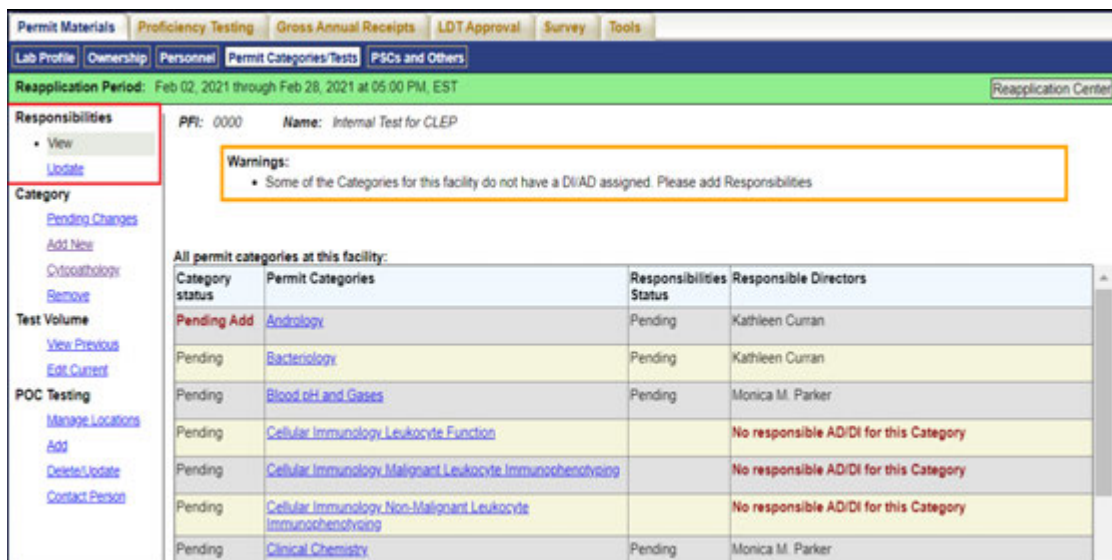 Permit Materials Proficiency Testing Gross Annual Receipts LDT Approval Survey Tools
Lab Profile Ownership Personnel Permit Categories/Tests PSCs and Others
Reapplication Period: Feb 02, 2021 through Feb 28, 2021 at 05:00 PM, EST Reapplication Center
Responsibilities
• View
Update
Category
Pending Changes
Add New
Cytopathology
Remove
Test Volume
View Previous
Edit Current
POC Testing
Manage Locations
Add
Delete/Update
Contact Person
PFI: 0000 Name: Internal Test for CLEP
Warnings:
• Some of the Categories for this facility do not have a DI/AD assigned. Please add Responsibilities
All permit categories at this facility:
Category status Permit Categories Responsibilities Status Responsible Directors
Pending Add Andrology Pending Kathleen Curran
Pending Bacteriology Pending Kathleen Curran
Pending Blood pH and Gases Pending Monica M. Parker
Pending Cellular Immunology Leukocyte Function No responsible AD/DI for this Category
Pending Cellular Immunology Malignant Leukocyte Immunophenotyping No responsible AD/DI for this Category
Pending Cellular Immunology Non-Malignant Leukocyte Immunophenotyping No responsible AD/DI for this Category
Pending Clinical Chemistry Pending Monica M. Parker